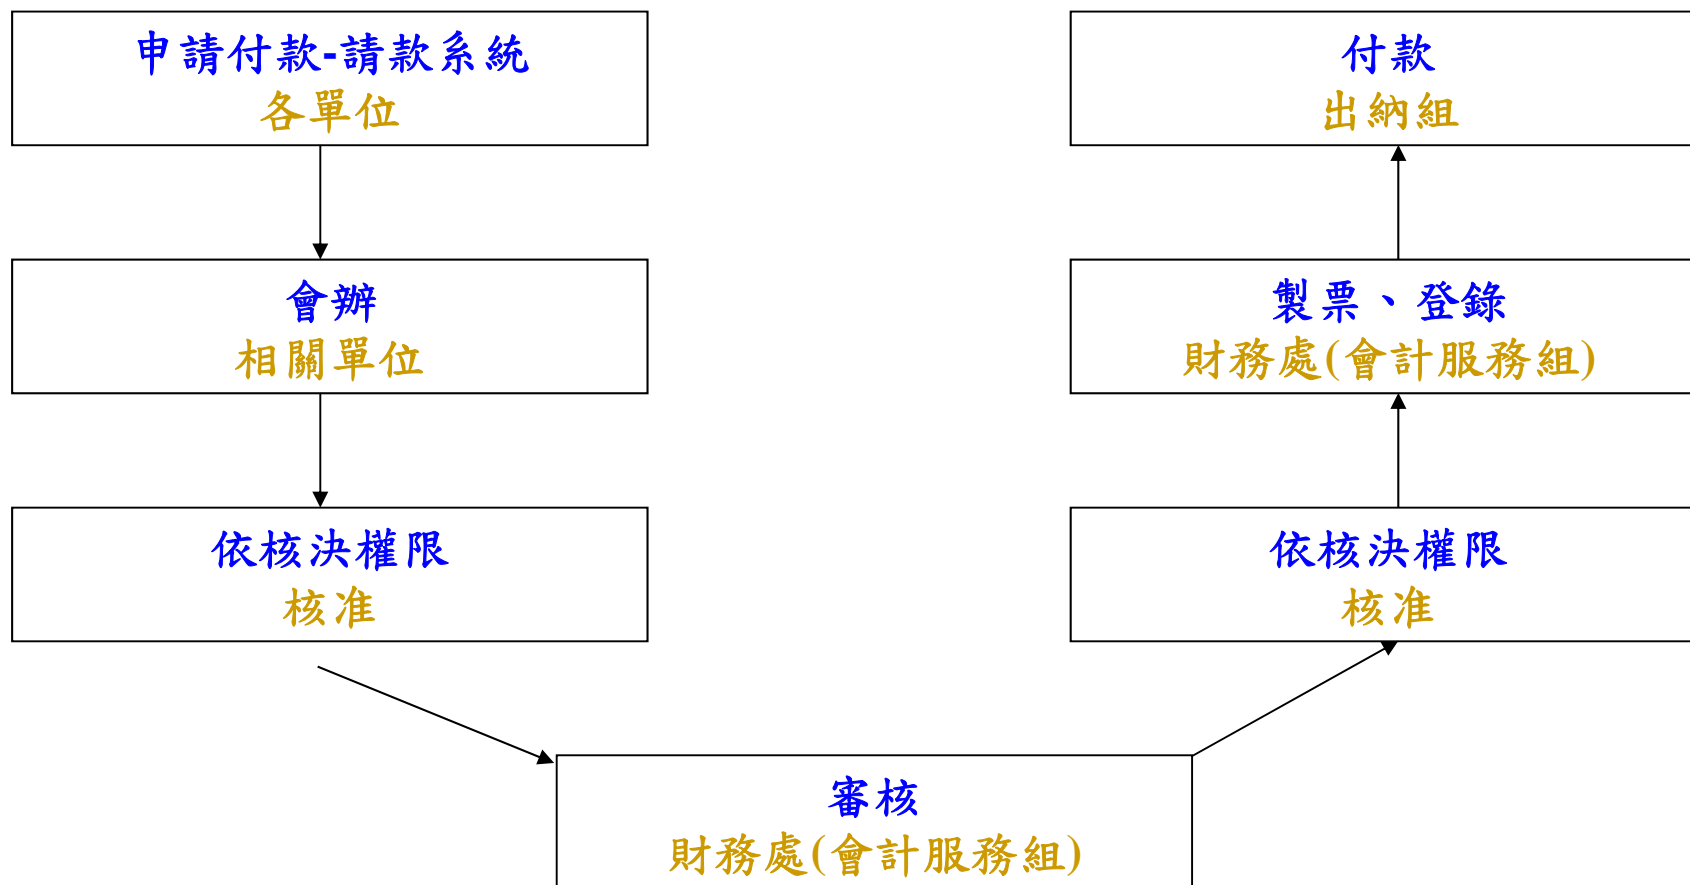 申請付款-請款系統
各單位
會辦
相關單位
依核決權限
核准
審核
財務處(會計服務組)
依核決權限
核准
製票、登錄
財務處(會計服務組)
付款
出納組